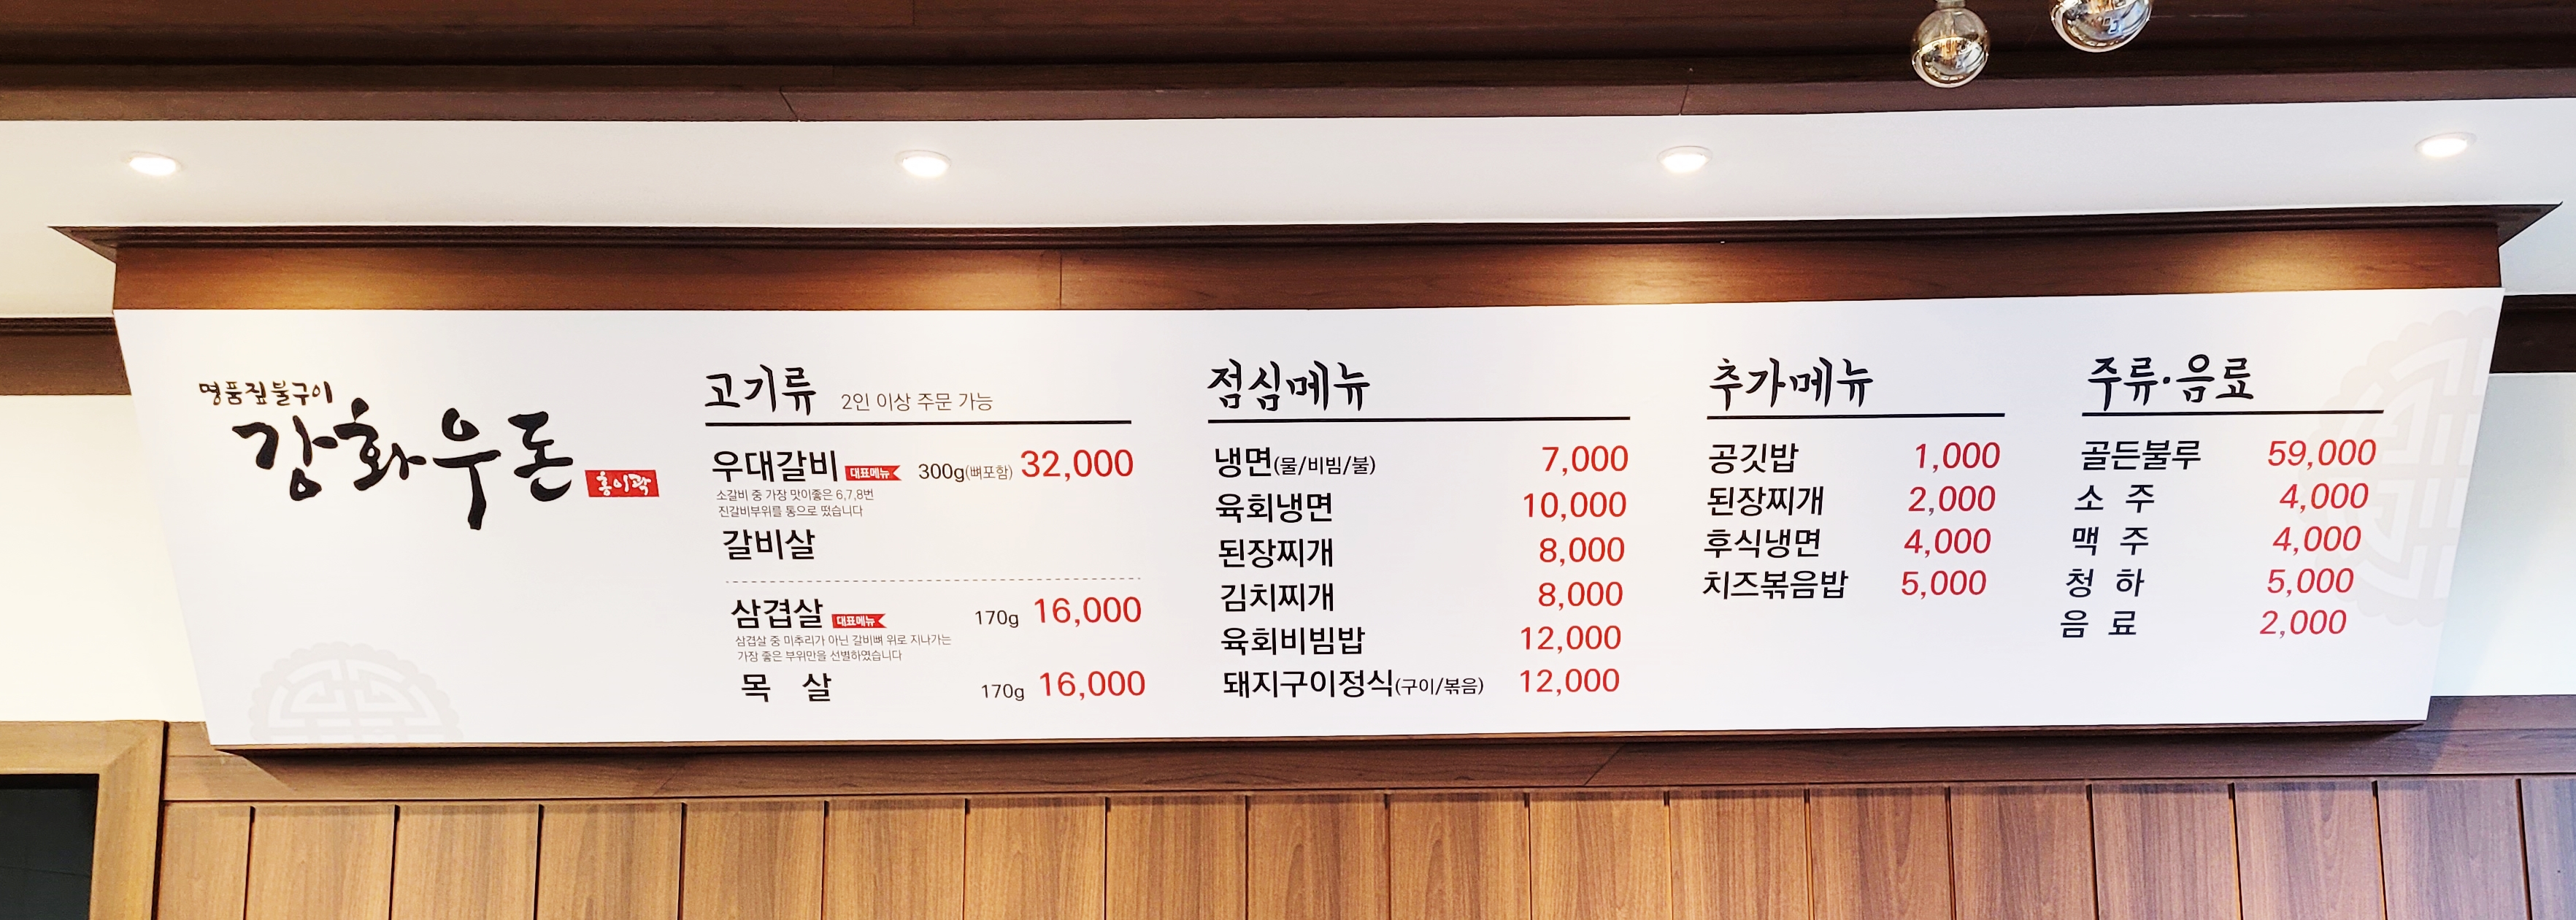 명품짚불구이
강화우돈
홍이곽
고기류 2인 이상 주문 가능
우대갈비 대표메뉴 300g(뼈포함) 32,000
소갈비 중 가장 맛이좋은 6,7,8번
진갈비부위를 통으로 떴습니다
갈비살
삼겹살 대표메뉴 170g 16,000
삼겹살 중 미추리가 아닌 갈비뼈 위로 지나가는
가장 좋은 부위만을 선별하였습니다
목 살 170g 16,000
점심메뉴
냉면(물/비빔/불) 7,000
육회냉면 10,000
된장찌개 8,000
김치찌개 8,000
육회비빔밥 12,000
돼지구이정식(구이/볶음) 12,000
추가메뉴
공깃밥 1,000
된장찌개 2,000
후식냉면 4,000
치즈볶음밥 5,000
주류·음료
골든불루 59,000
소 주 4,000
맥 주 4,000
청 하 5,000
음 료 2,000